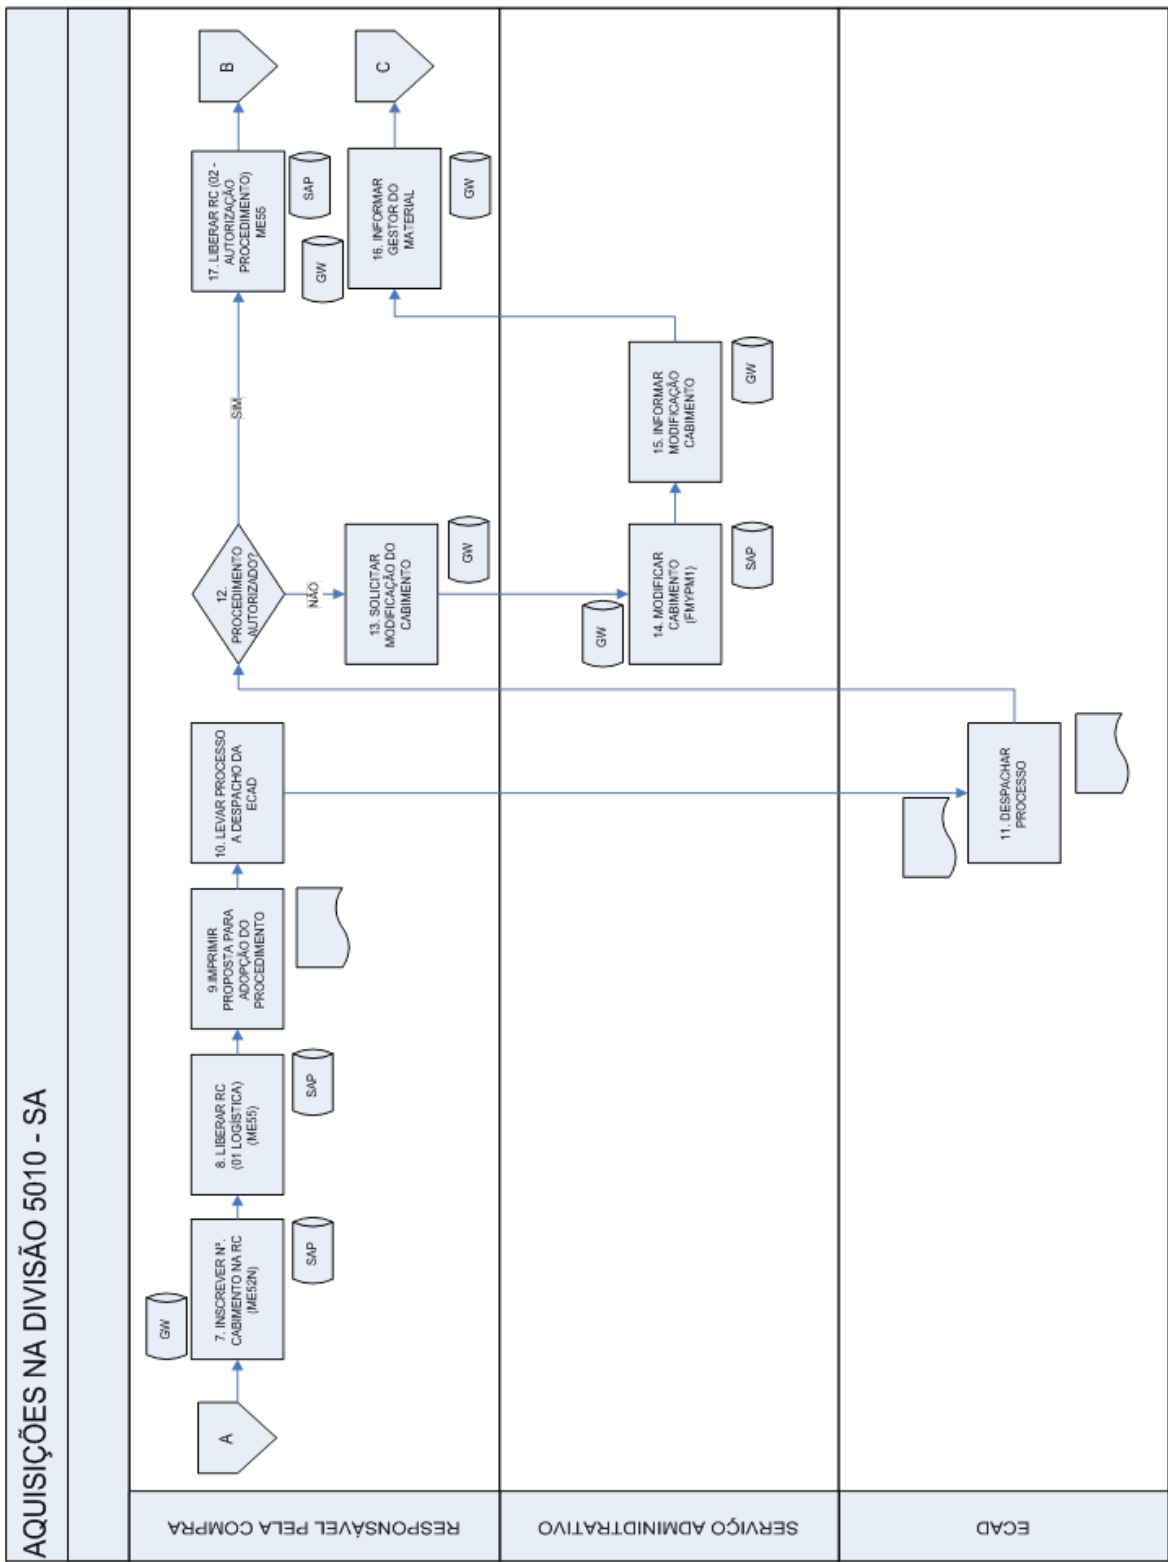 AQUISIÇÕES NA DIVISÃO 5010 - SA
RESPONSÁVEL PELA COMPRA
A
GW
7. INSCREVER Nº.
CABIMENTO NA RC
(ME52N)
SAP
8. LIBERAR RC
(01 LOGÍSTICA)
(ME55)
SAP
9.IMPRIMIR
PROPOSTA PARA
ADOPÇÃO DO
PROCEDIMENTO
10. LEVAR PROCESSO
A DESPACHO DA
ECAD
12.
PROCEDIMENTO
AUTORIZADO?
SIM
NÃO
13. SOLICITAR
MODIFICAÇÃO DO
CABIMENTO
GW
17. LIBERAR RC (02 -
AUTORIZAÇÃO
PROCEDIMENTO)
ME55
SAP
B
GW
16. INFORMAR
GESTOR DO
MATERIAL
GW
C
SERVIÇO ADMINIDTRATIVO
GW
14. MODIFICAR
CABIMENTO
(FMYPM1)
SAP
15. INFORMAR
MODIFICAÇÃO
CABIMENTO
GW
ECAD
11. DESPACHAR
PROCESSO